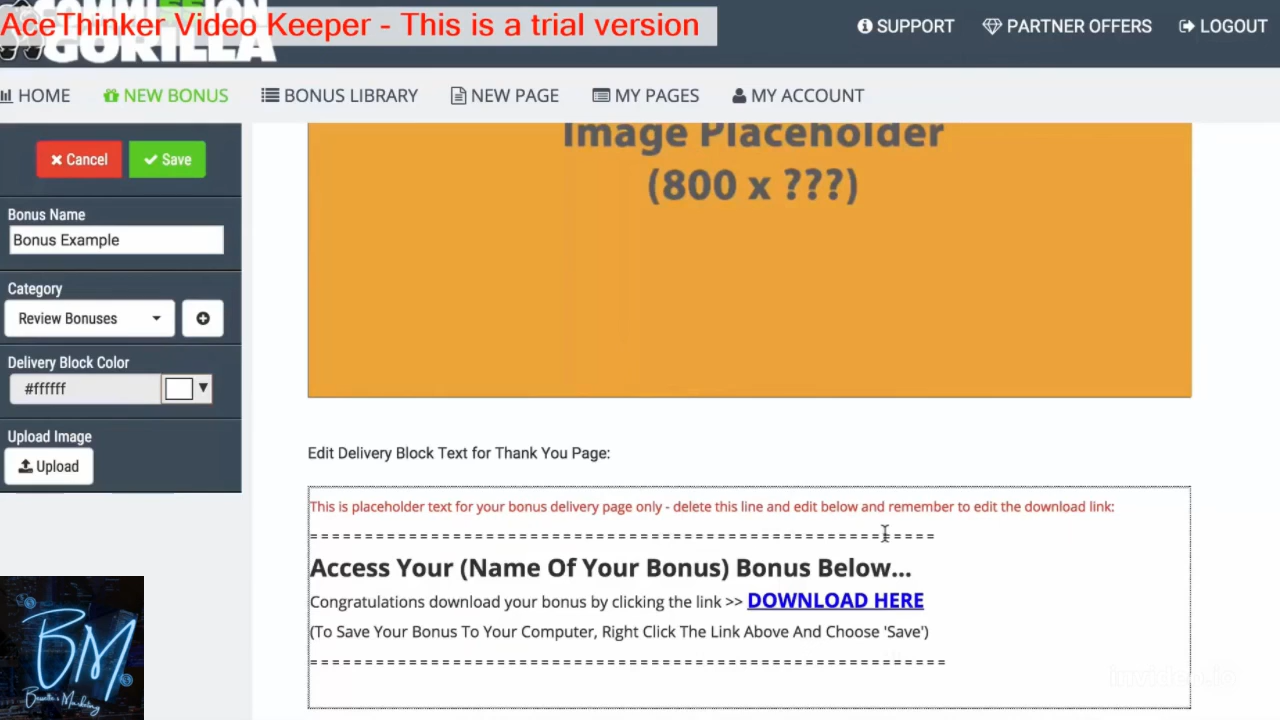 AceThinker Video Keeper - This is a trial version
COMMISSION
GORILLA
SUPPORT
PARTNER OFFERS
LOGOUT
HOME
NEW BONUS
BONUS LIBRARY
NEW PAGE
MY PAGES
MY ACCOUNT
Cancel
Save
Bonus Name
Bonus Example
Category
Review Bonuses
Delivery Block Color
#ffffff
Upload Image
Upload
Image Placeholder
(800 x ???)
Edit Delivery Block Text for Thank You Page:
This is placeholder text for your bonus delivery page only - delete this line and edit below and remember to edit the download link:
==========================================================
Access Your (Name Of Your Bonus) Bonus Below...
Congratulations download your bonus by clicking the link >> DOWNLOAD HERE
(To Save Your Bonus To Your Computer, Right Click The Link Above And Choose 'Save')
===========================================================
BM
invideo.io